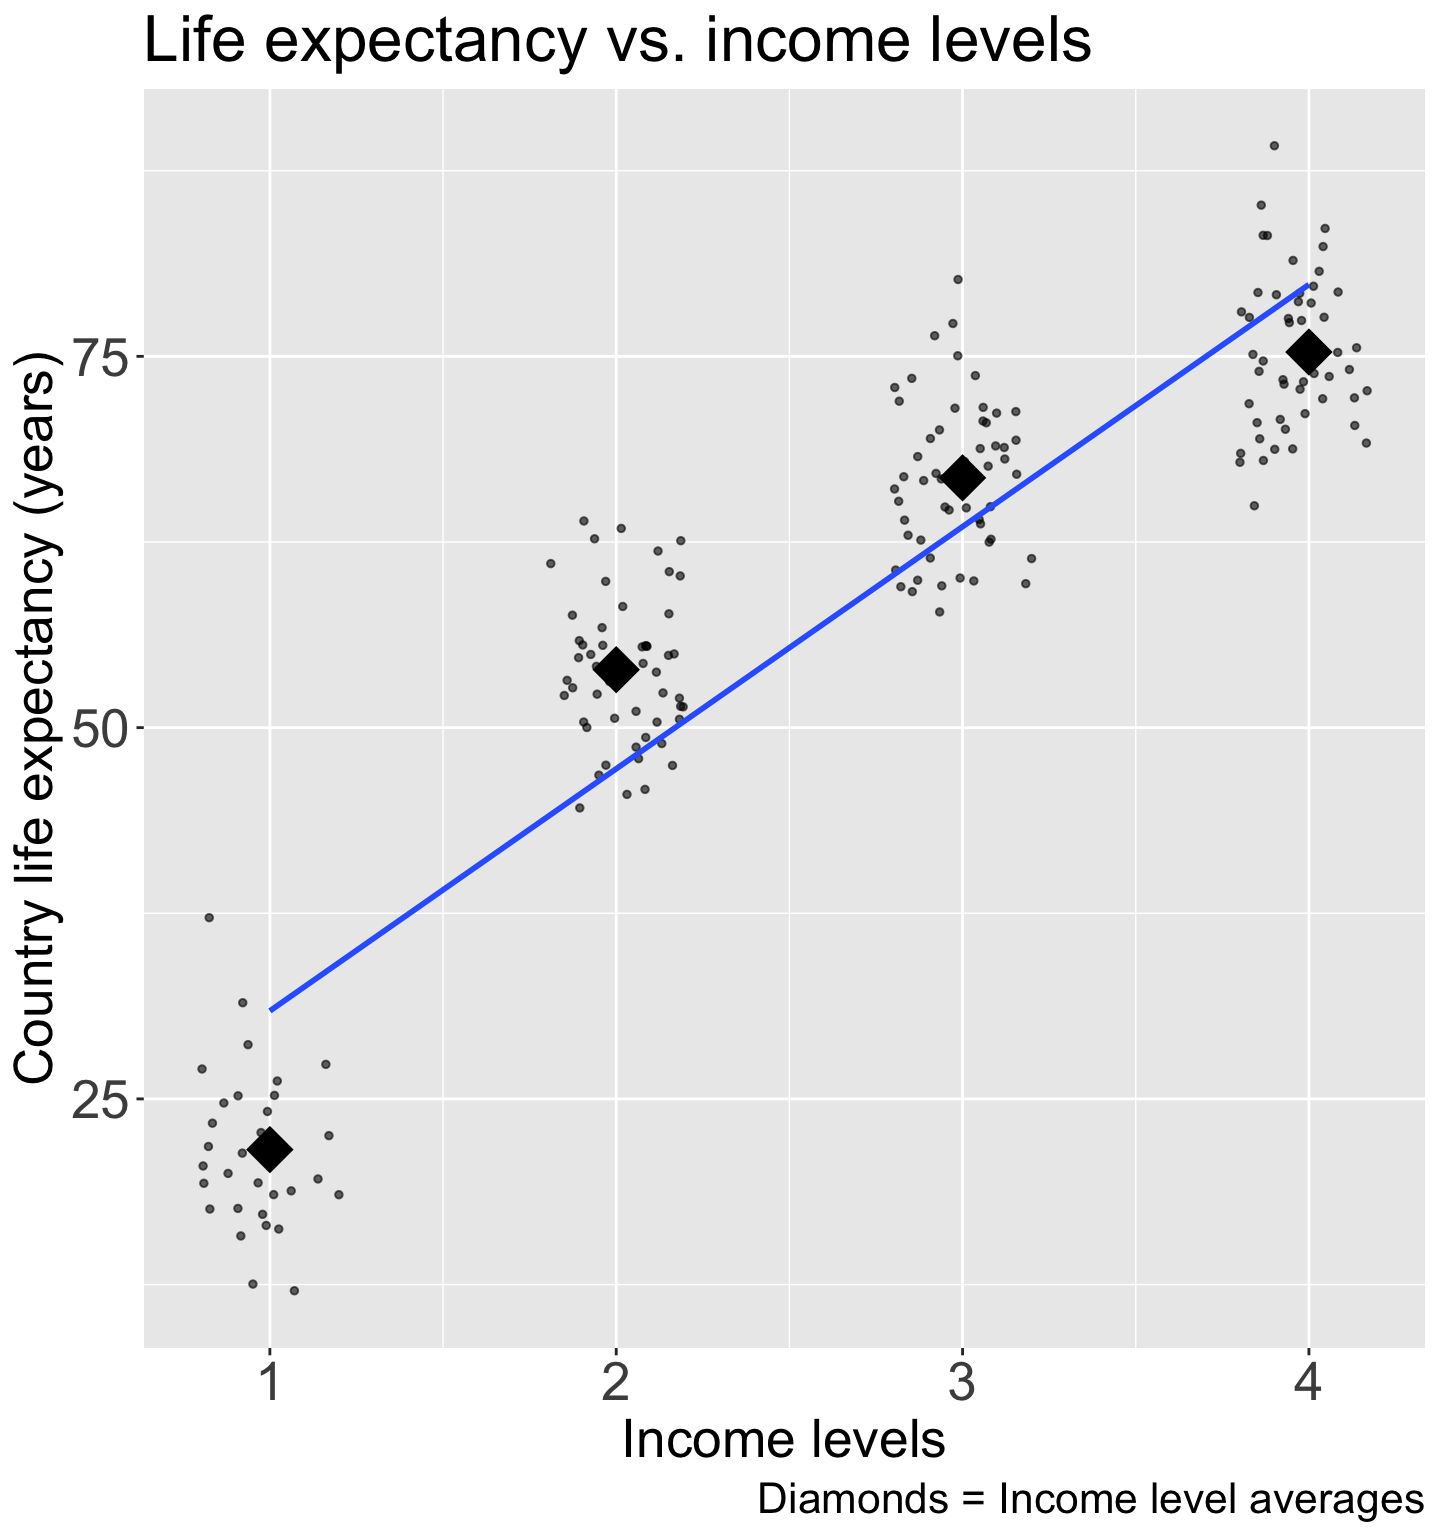 Life expectancy vs. income levels
Country life expectancy (years)
75
50
25
1 2 3 4
Income levels
Diamonds = Income level averages